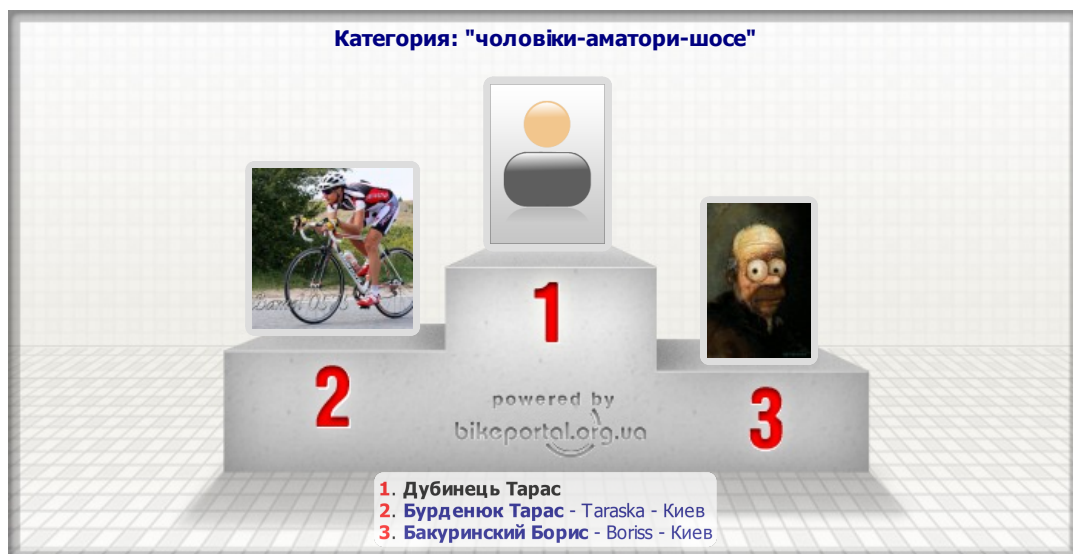 Категория: "чоловіки-аматори-шосе"
1
2
3
powered by
bikeportal.org.ua
1. Дубинець Тарас
2. Бурденюк Тарас - Taraska - Киев
3. Бакуринский Борис - Boriss - Киев